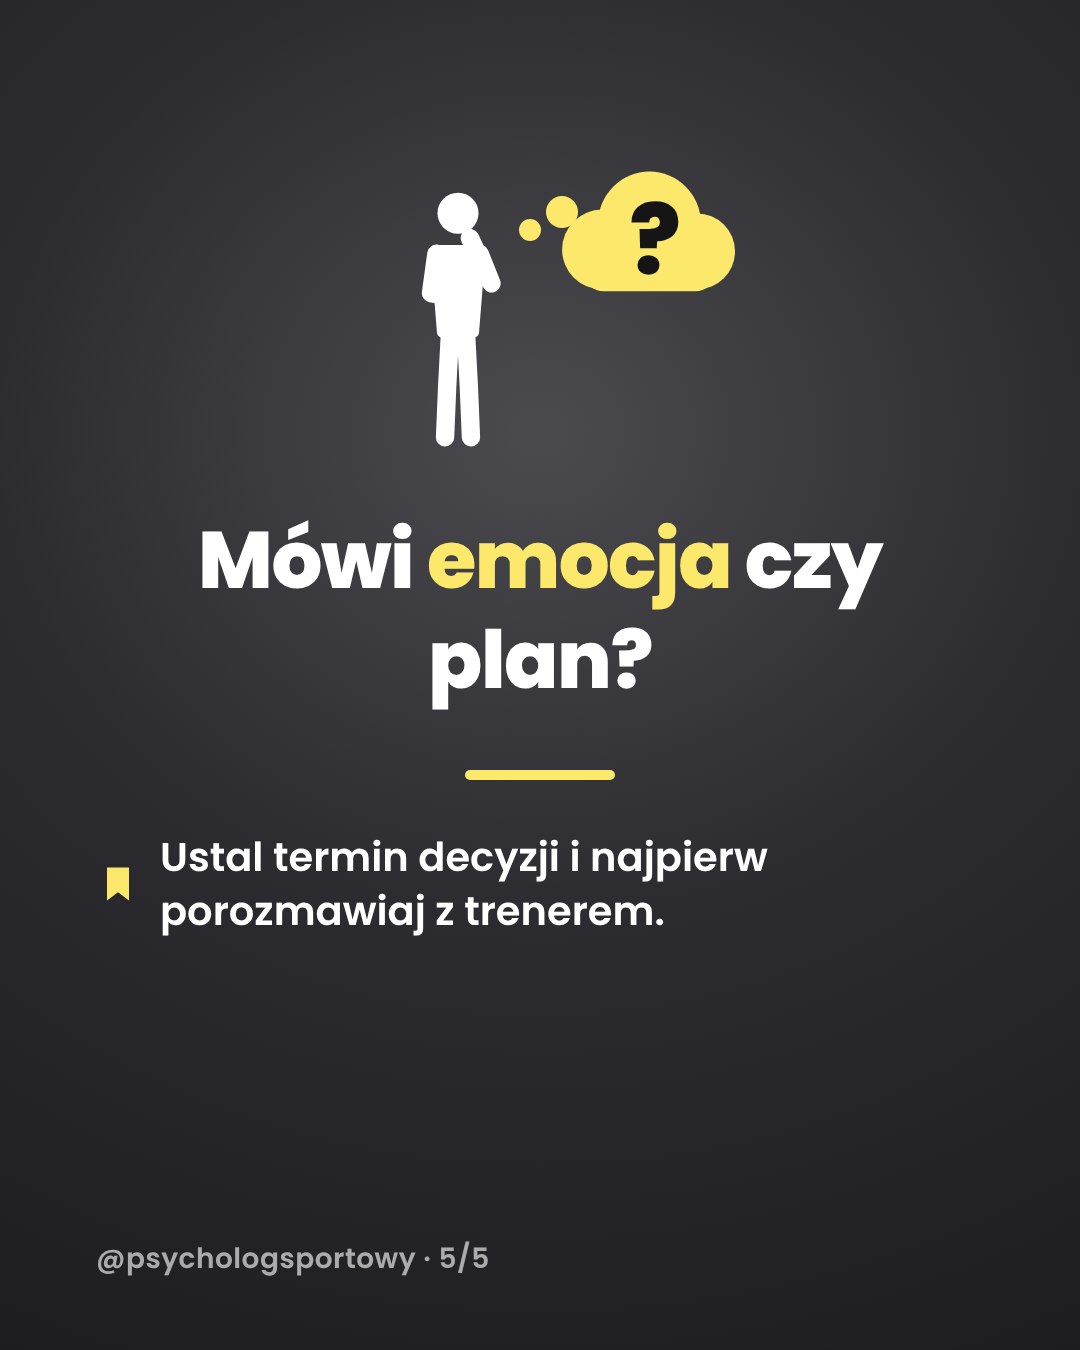 ?
Mówi emocja czy
plan?
Ustal termin decyzji i najpierw
porozmawiaj z trenerem.
@psychologsportowy · 5/5